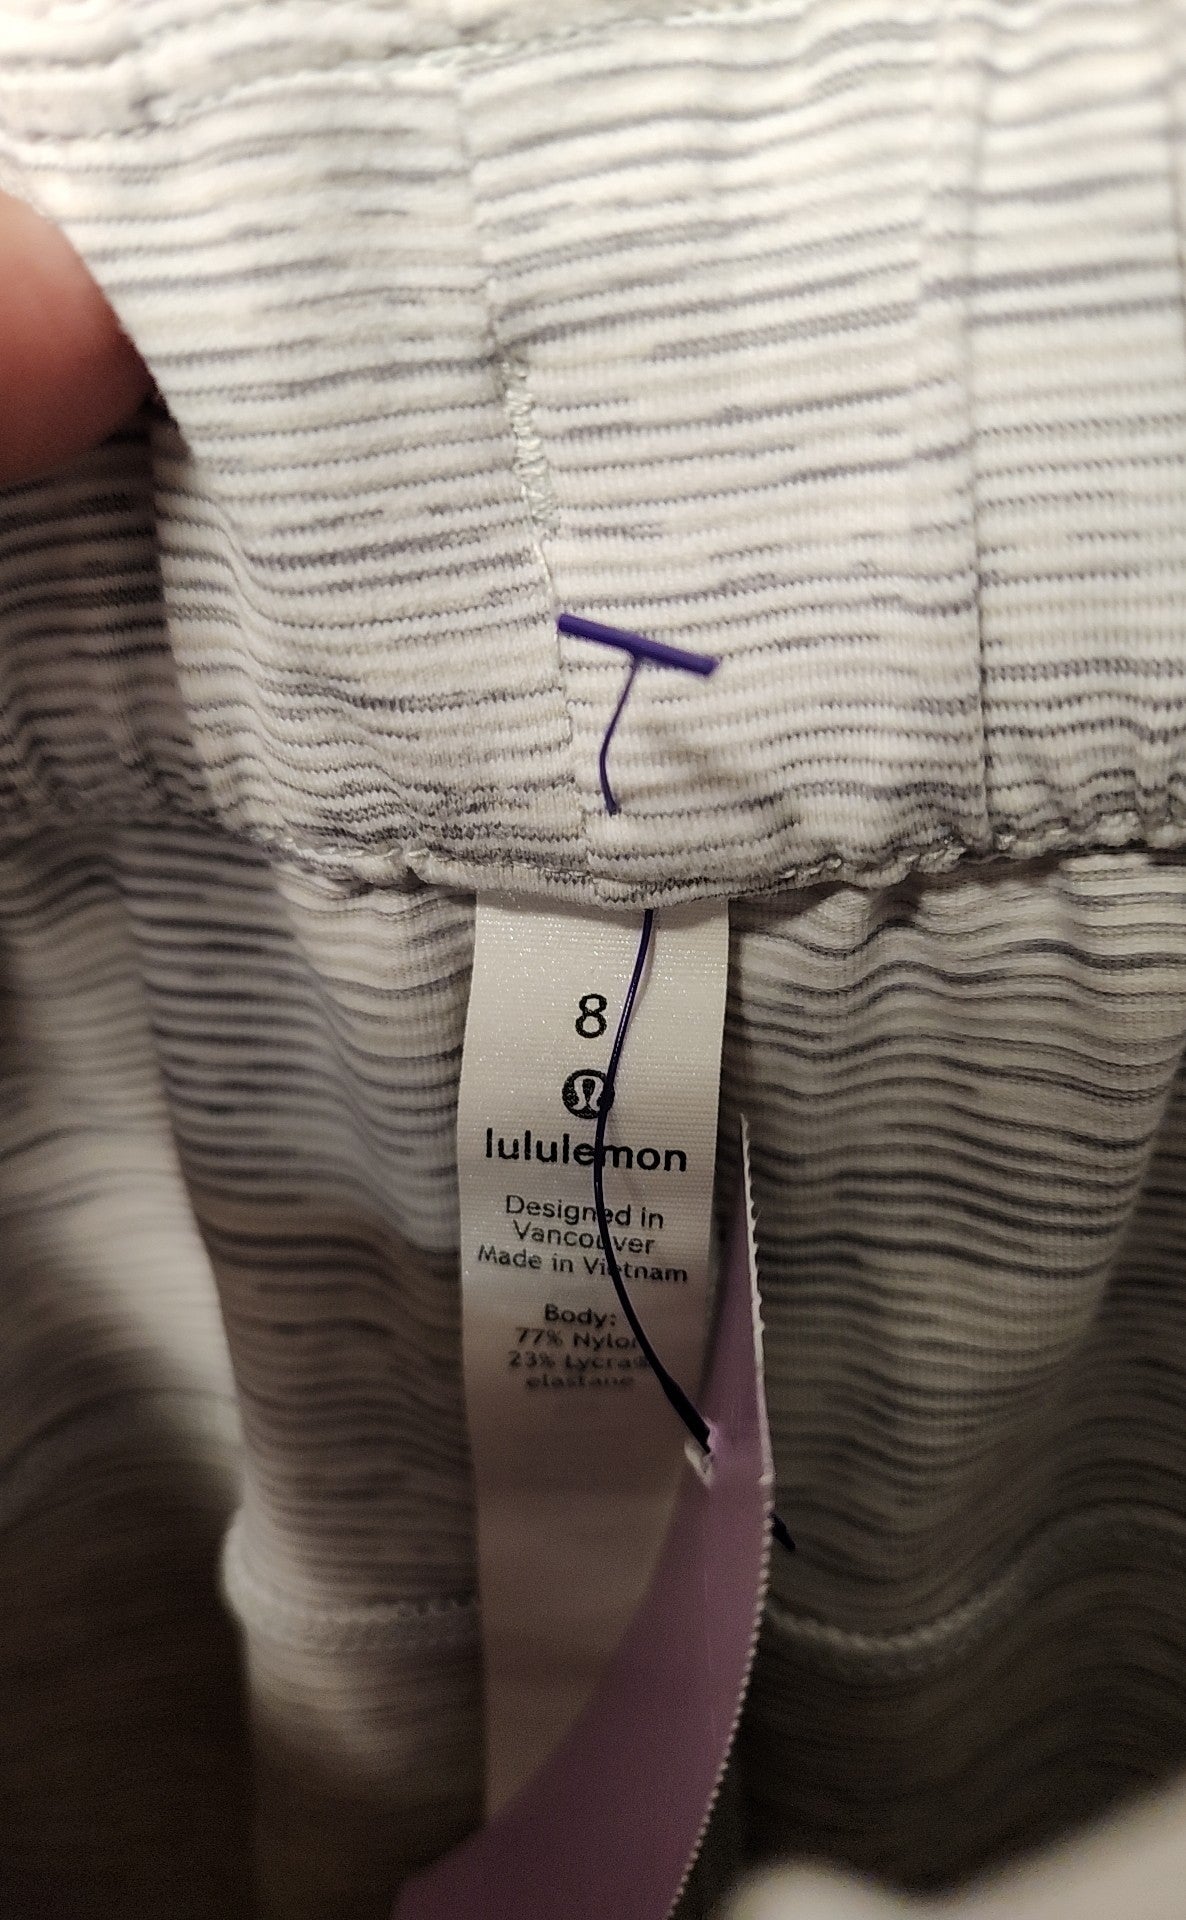 8
lululemon
Designed in
Vancouver
Made in Vietnam
Body:
77% Nylon
23% Lycra®
elastane